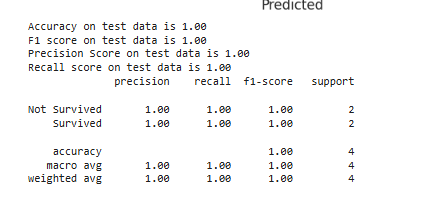 Predicted
Accuracy on test data is 1.00
F1 score on test data is 1.00
Precision Score on test data is 1.00
Recall score on test data is 1.00
precision recall f1-score support
Not Survived 1.00 1.00 1.00 2
Survived 1.00 1.00 1.00 2
accuracy 1.00 4
macro avg 1.00 1.00 1.00 4
weighted avg 1.00 1.00 1.00 4